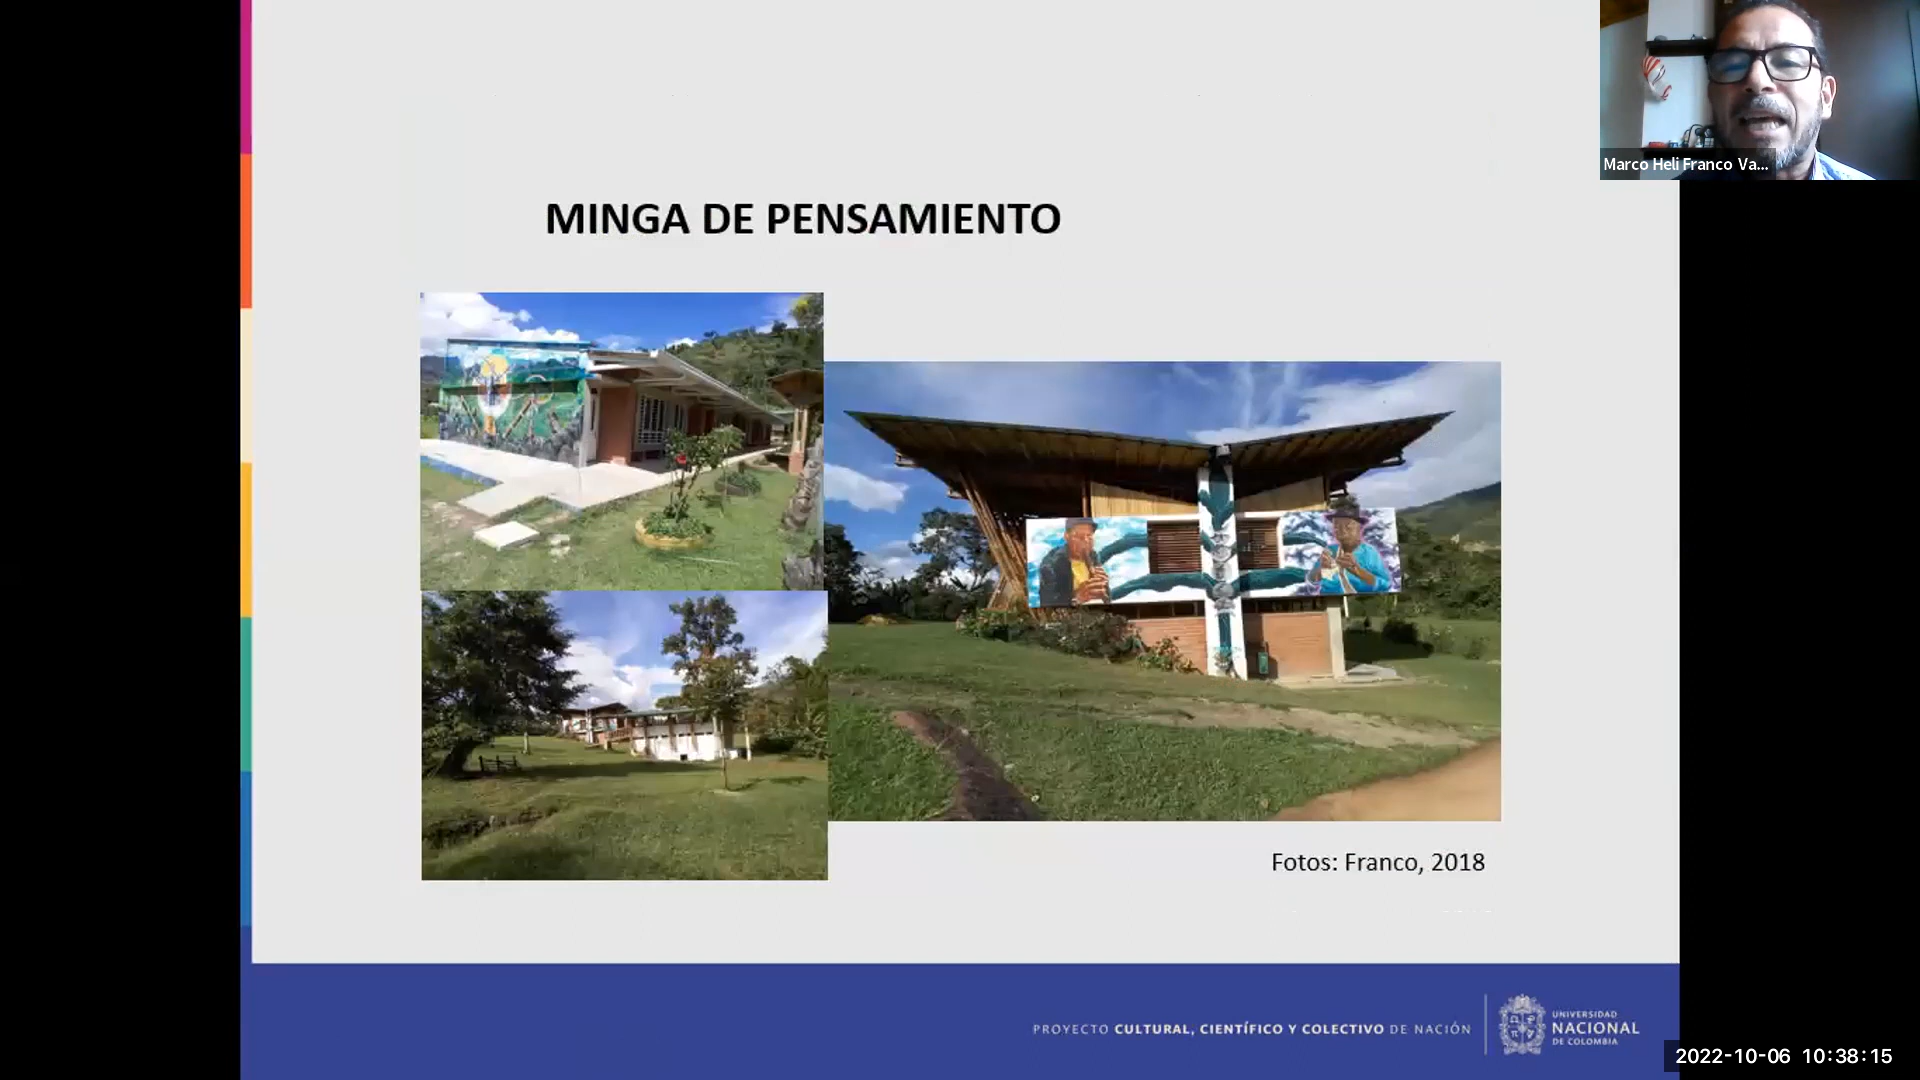 Marco Heli Franco Va...
MINGA DE PENSAMIENTO
Fotos: Franco, 2018
PROYECTO CULTURAL, CIENTÍFICO Y COLECTIVO DE NACIÓN
UNIVERSIDAD
NACIONAL
DE COLOMBIA
2022-10-06 10:38:15